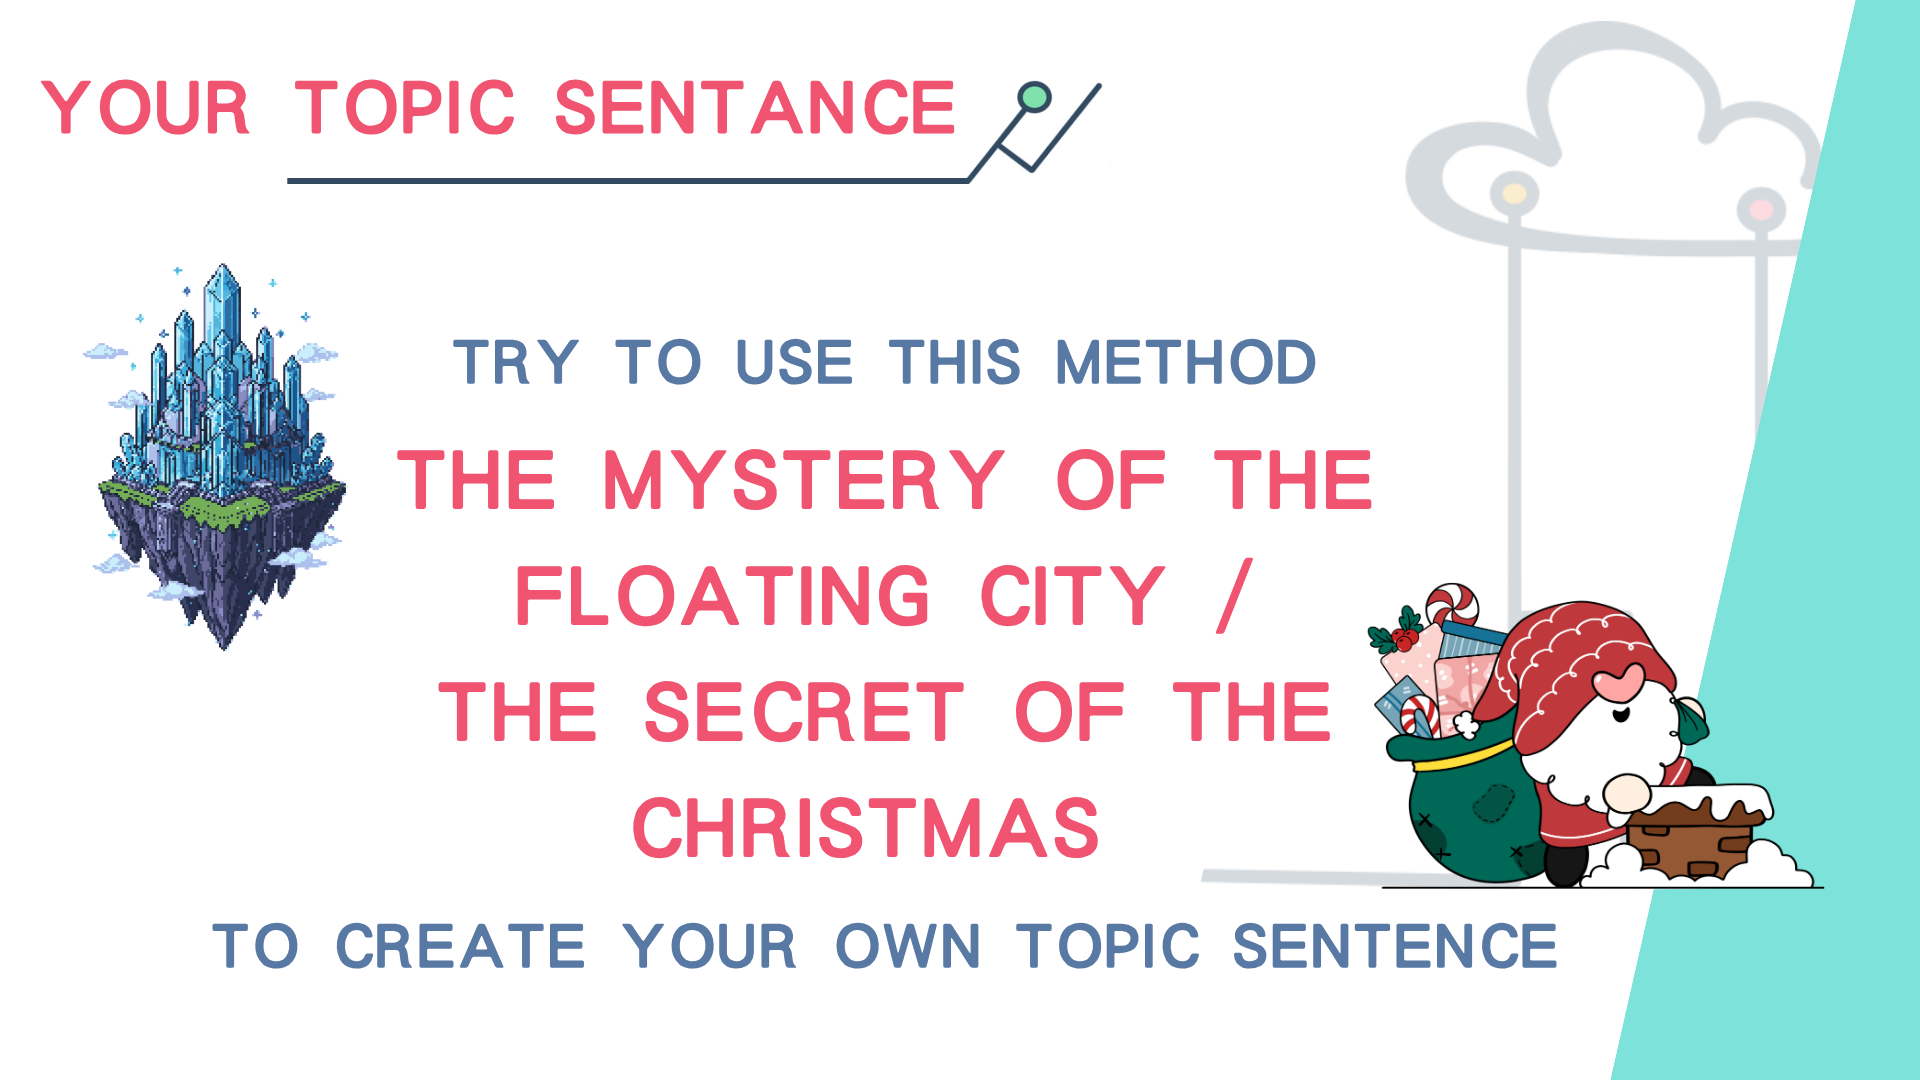 YOUR TOPIC SENTANCE
TRY TO USE THIS METHOD
THE MYSTERY OF THE
FLOATING CITY /
THE SECRET OF THE
CHRISTMAS
TO CREATE YOUR OWN TOPIC SENTENCE